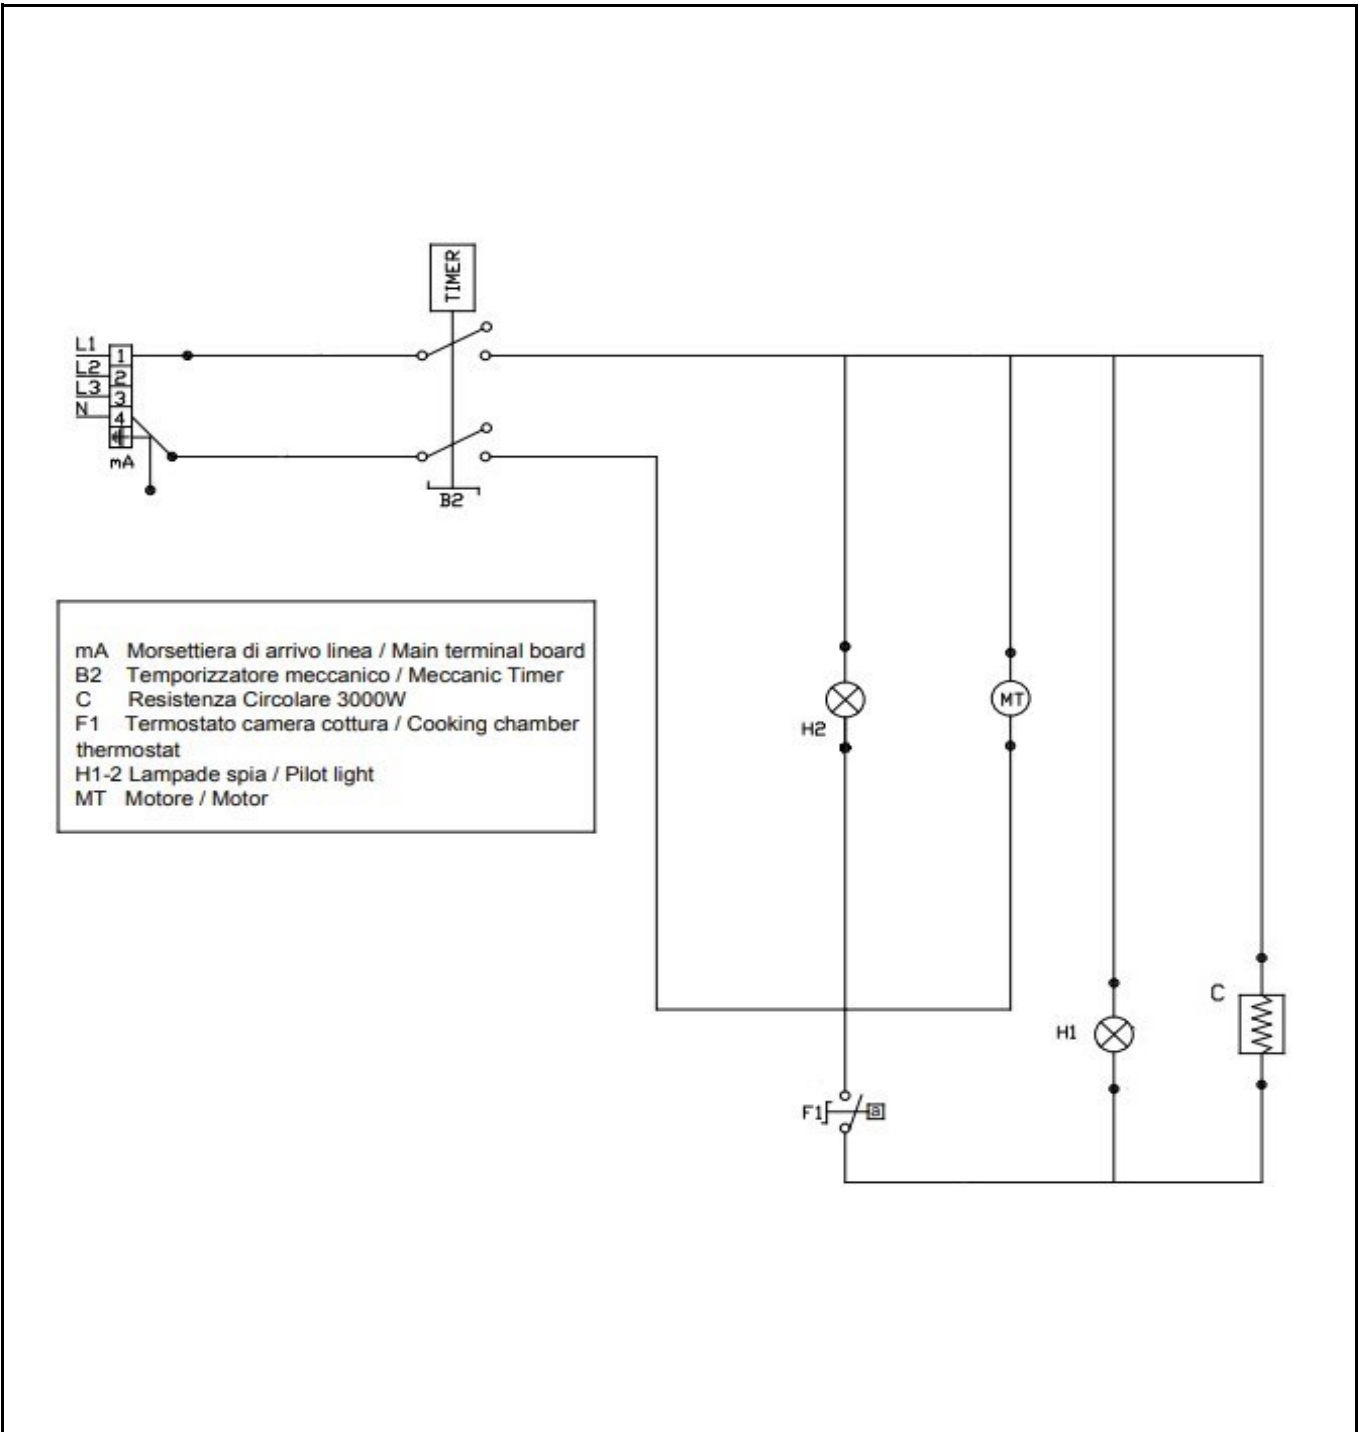 TIMER
L1
1
L2
2
L3
3
N
4
mA
B2
mA Morsettiera di arrivo linea / Main terminal board
B2 Temporizzatore meccanico / Meccanic Timer
C Resistenza Circolare 3000W
F1 Termostato camera cottura / Cooking chamber
thermostat
H1-2 Lampade spia / Pilot light
MT Motore / Motor
H2
MT
C
H1
F1
a